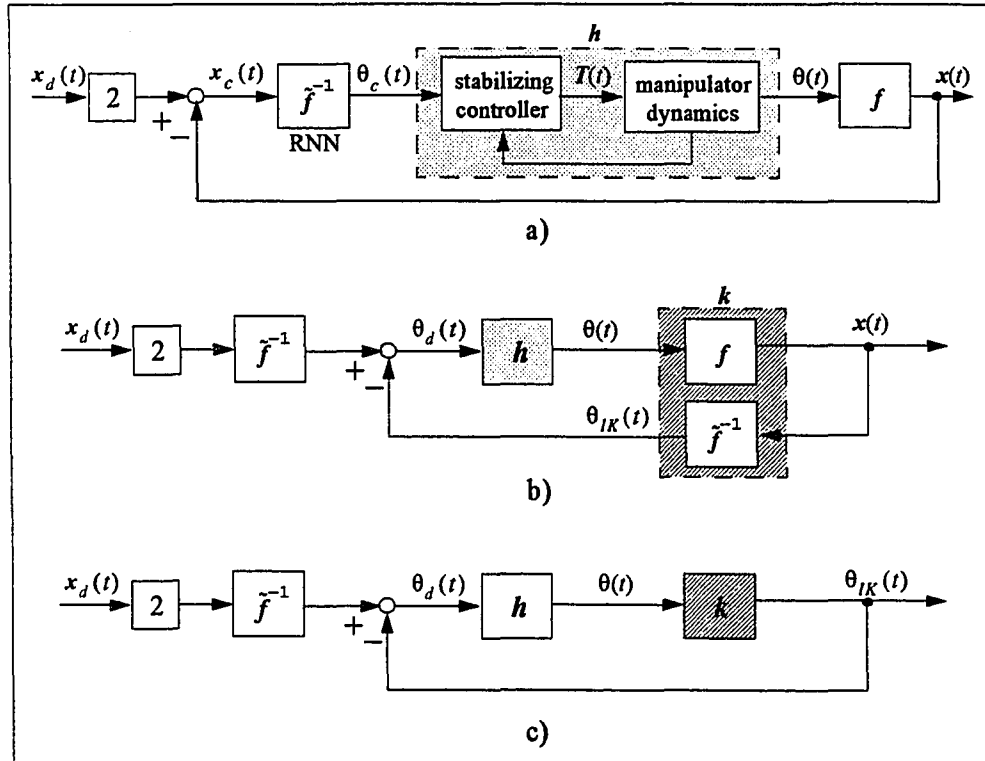 h
x_d(t) 2 + − x_c(t) f̃⁻¹ θ_c(t) stabilizing controller T(t) manipulator dynamics θ(t) f x(t)
RNN
a)
k
x_d(t) 2 f̃⁻¹ + − θ_d(t) h θ(t) f x(t)
θ_IK(t) f̃⁻¹
b)
x_d(t) 2 f̃⁻¹ + − θ_d(t) h θ(t) k θ_IK(t)
c)